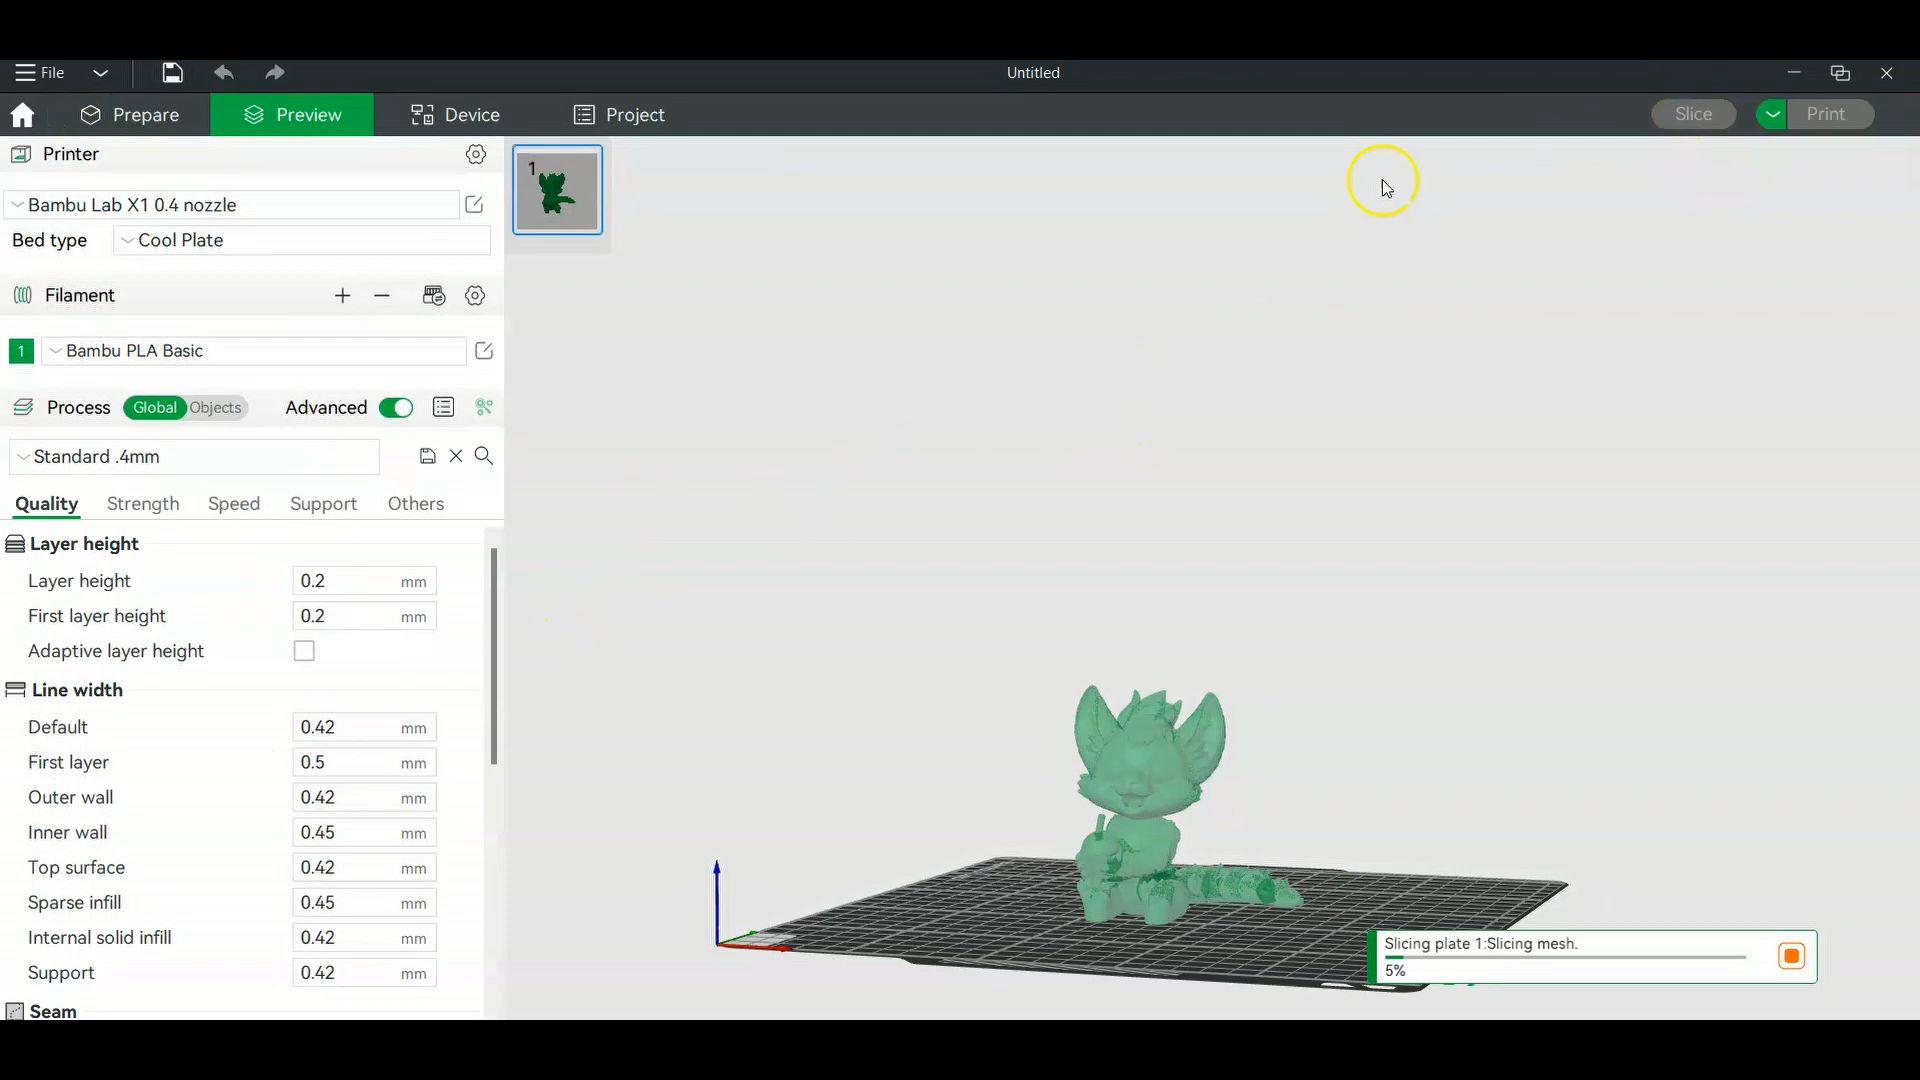 File
Untitled
Prepare
Preview
Device
Project
Slice
Print
Printer
1
Bambu Lab X1 0.4 nozzle
Bed type
Cool Plate
Filament
1
Bambu PLA Basic
Process
Global
Objects
Advanced
Standard .4mm
Quality
Strength
Speed
Support
Others
Layer height
Layer height
0.2 mm
First layer height
0.2 mm
Adaptive layer height
Line width
Default
0.42 mm
First layer
0.5 mm
Outer wall
0.42 mm
Inner wall
0.45 mm
Top surface
0.42 mm
Sparse infill
0.45 mm
Internal solid infill
0.42 mm
Support
0.42 mm
Seam
Slicing plate 1:Slicing mesh.
5%